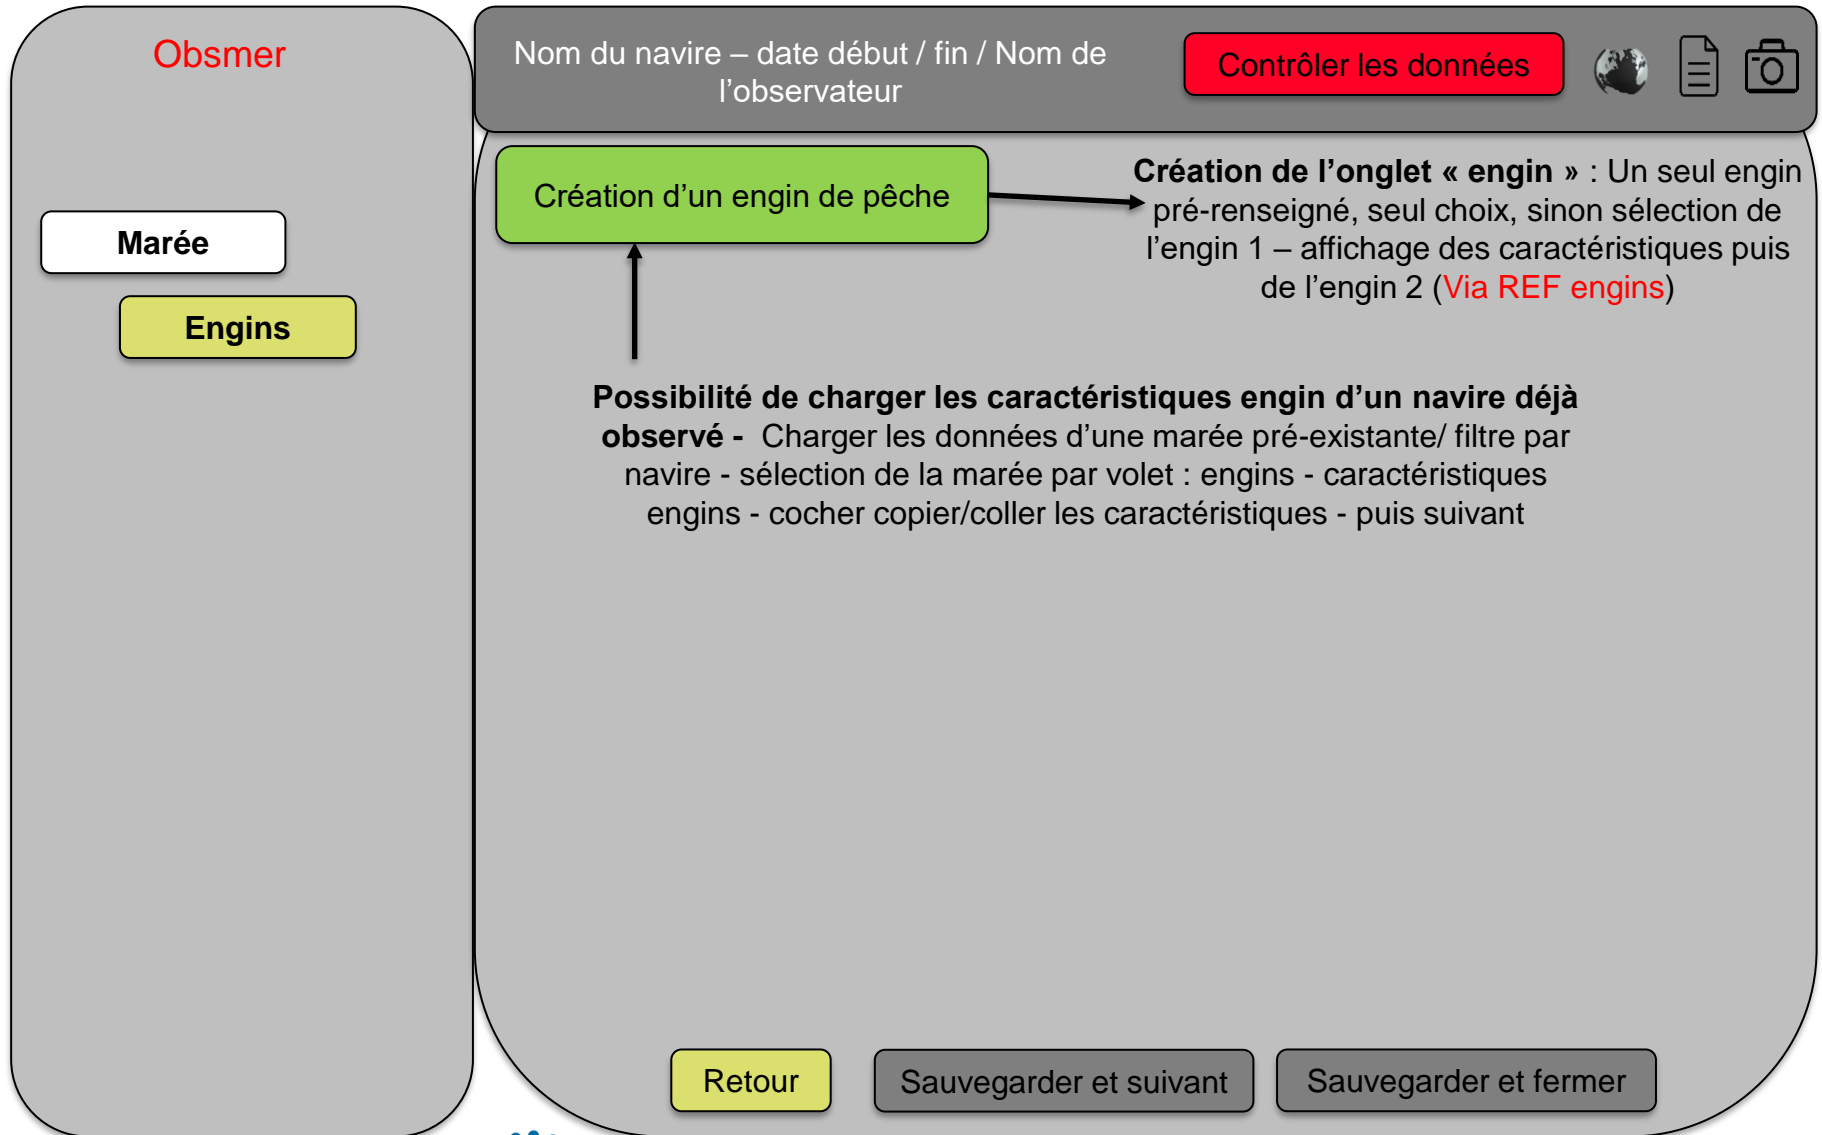 Obsmer
Marée
Engins
Nom du navire – date début / fin / Nom de
l’observateur
Contrôler les données
Création d’un engin de pêche
Création de l’onglet « engin » : Un seul engin
pré-renseigné, seul choix, sinon sélection de
l’engin 1 – affichage des caractéristiques puis
de l’engin 2 (Via REF engins)
Possibilité de charger les caractéristiques engin d’un navire déjà
observé -  Charger les données d’une marée pré-existante/ filtre par
navire - sélection de la marée par volet : engins - caractéristiques
engins - cocher copier/coller les caractéristiques - puis suivant
Retour
Sauvegarder et suivant
Sauvegarder et fermer